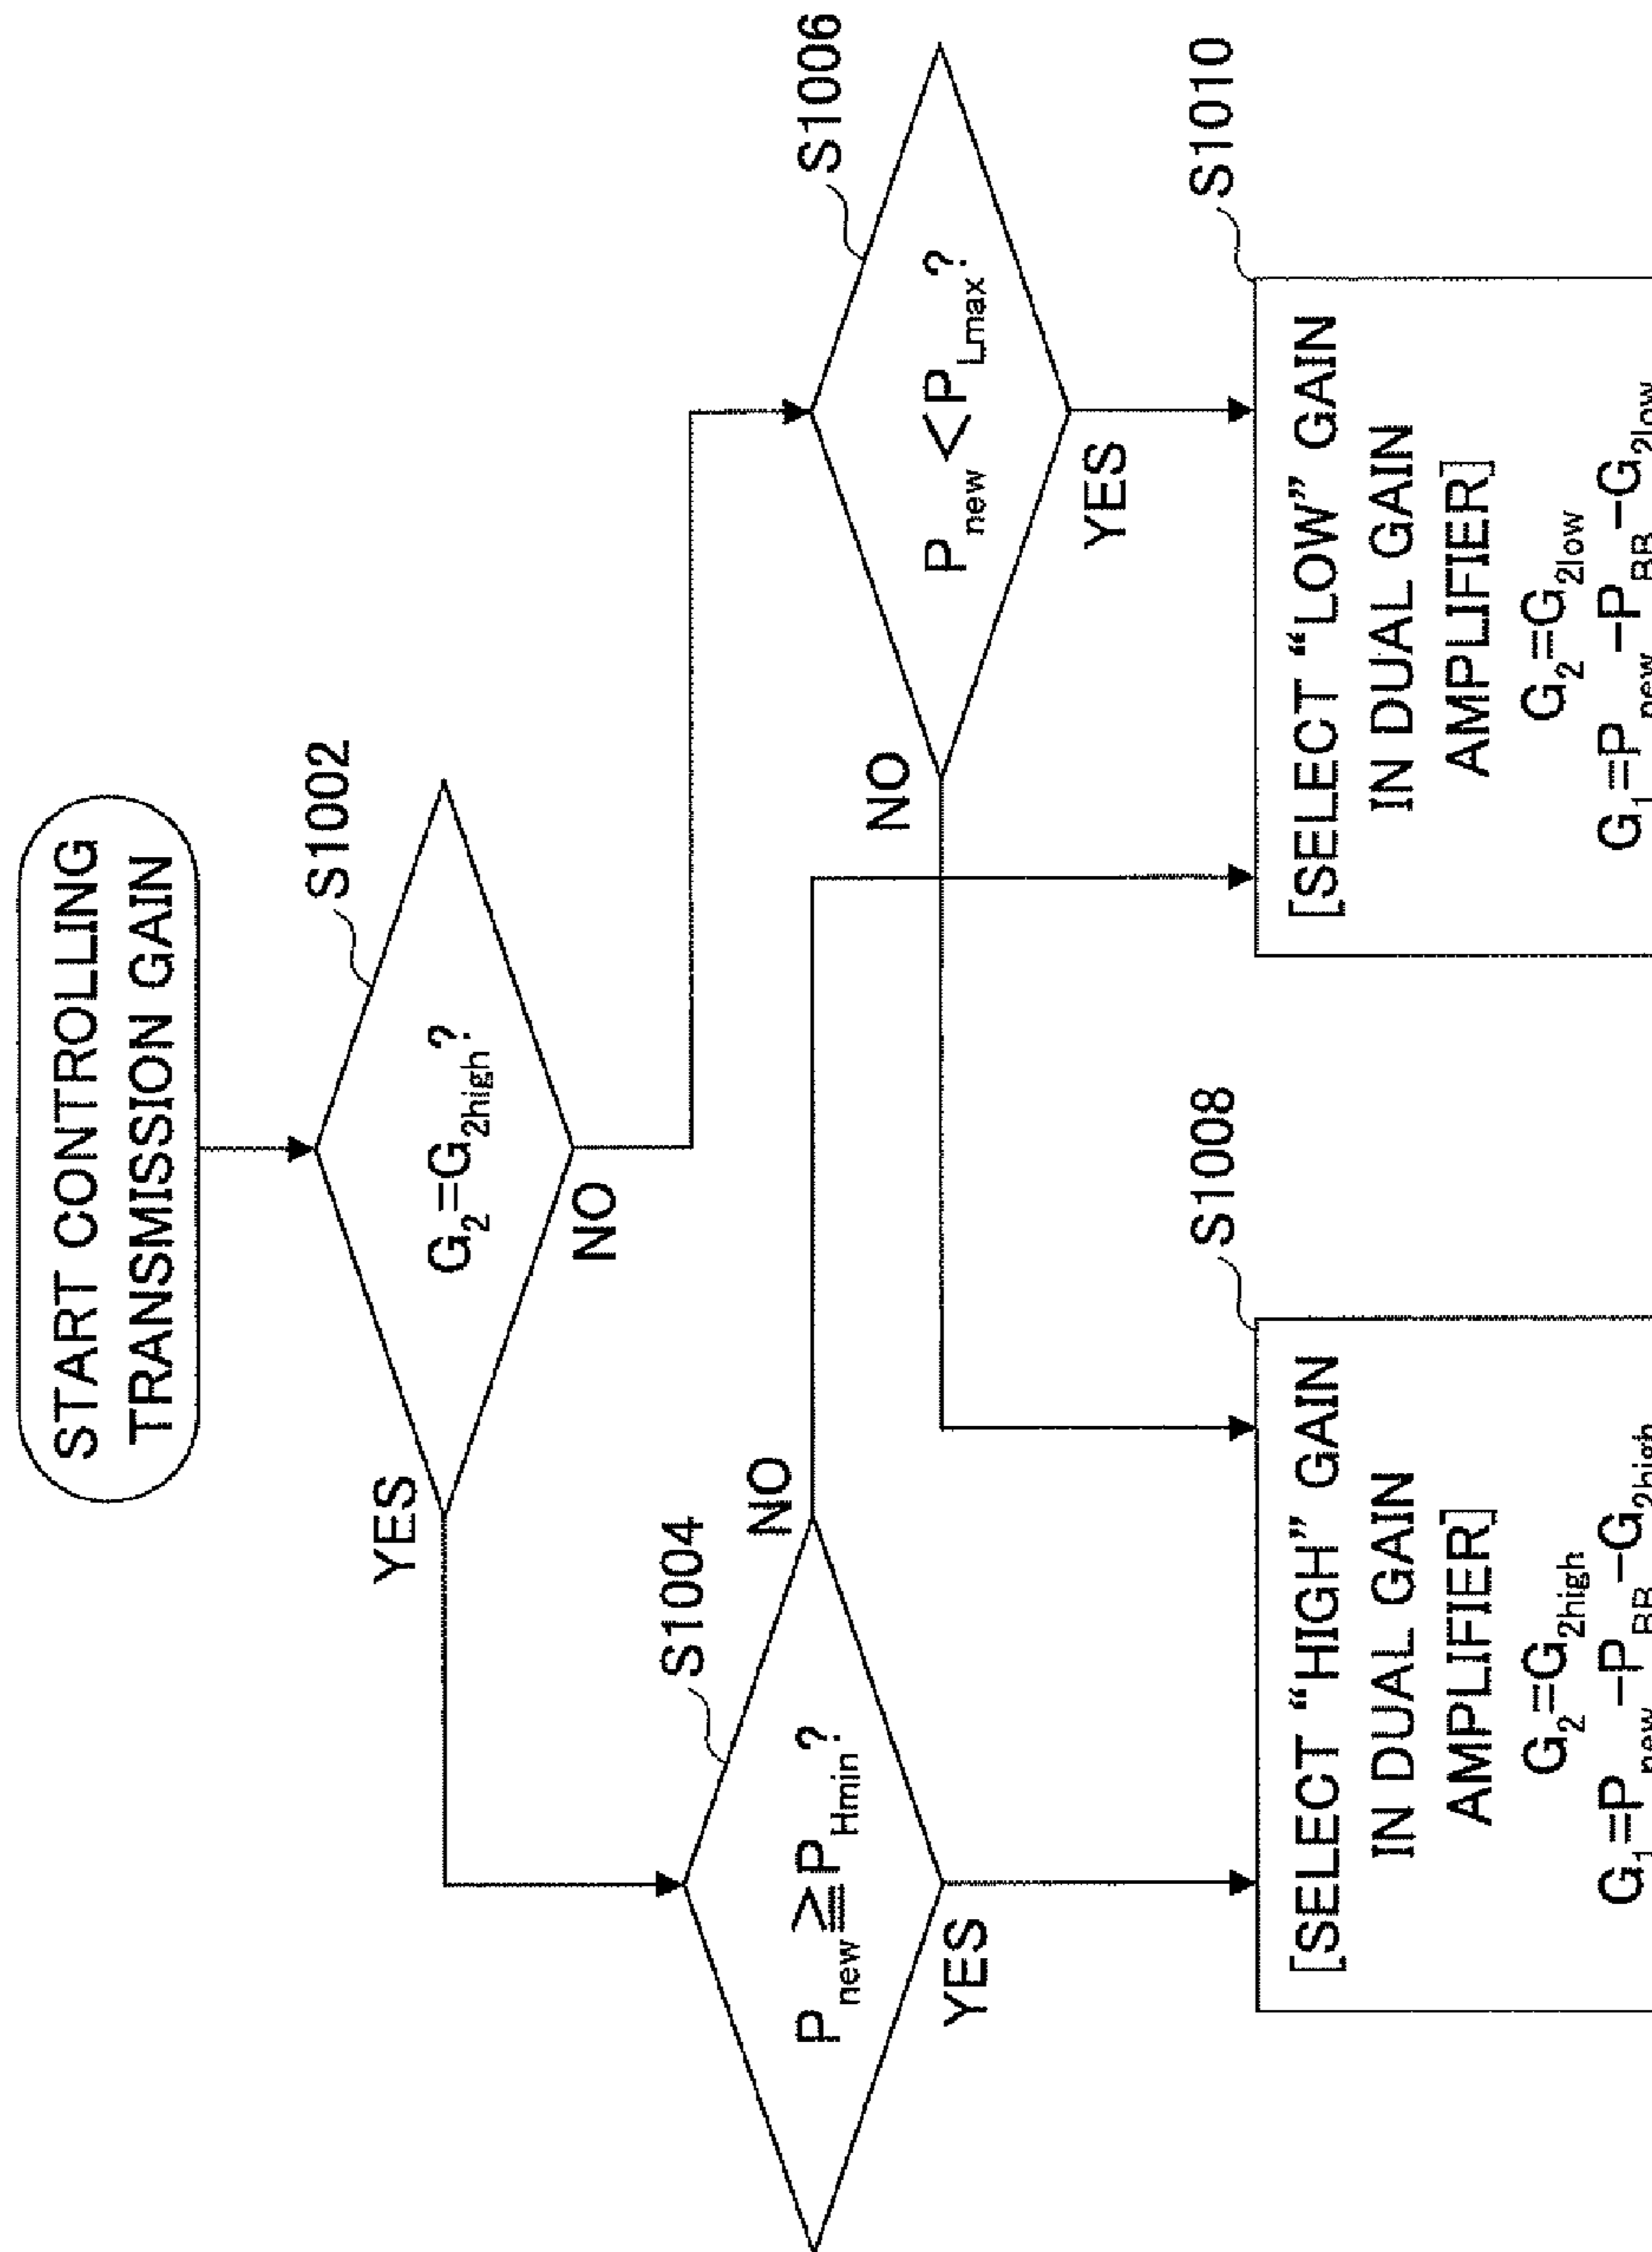 START CONTROLLING
TRANSMISSION GAIN
S1002
G2=G2high?
YES
NO
S1004
Pnew≧PHmin?
NO
YES
S1006
Pnew<PLmax?
NO
YES
S1008
[SELECT “HIGH” GAIN
IN DUAL GAIN
AMPLIFIER]
G2=G2high
G1=Pnew−PBB−G2high
S1010
[SELECT “LOW” GAIN
IN DUAL GAIN
AMPLIFIER]
G2=G2low
G1=Pnew−PBB−G2low